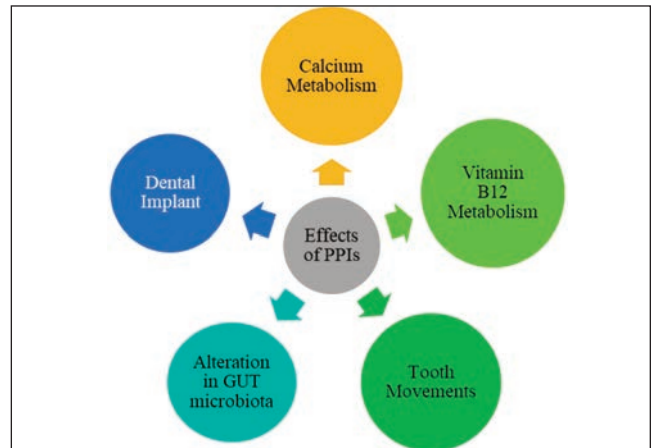 Calcium
Metabolism
Dental
Implant
Vitamin
B12
Metabolism
Effects
of PPIs
Alteration
in GUT
microbiota
Tooth
Movements